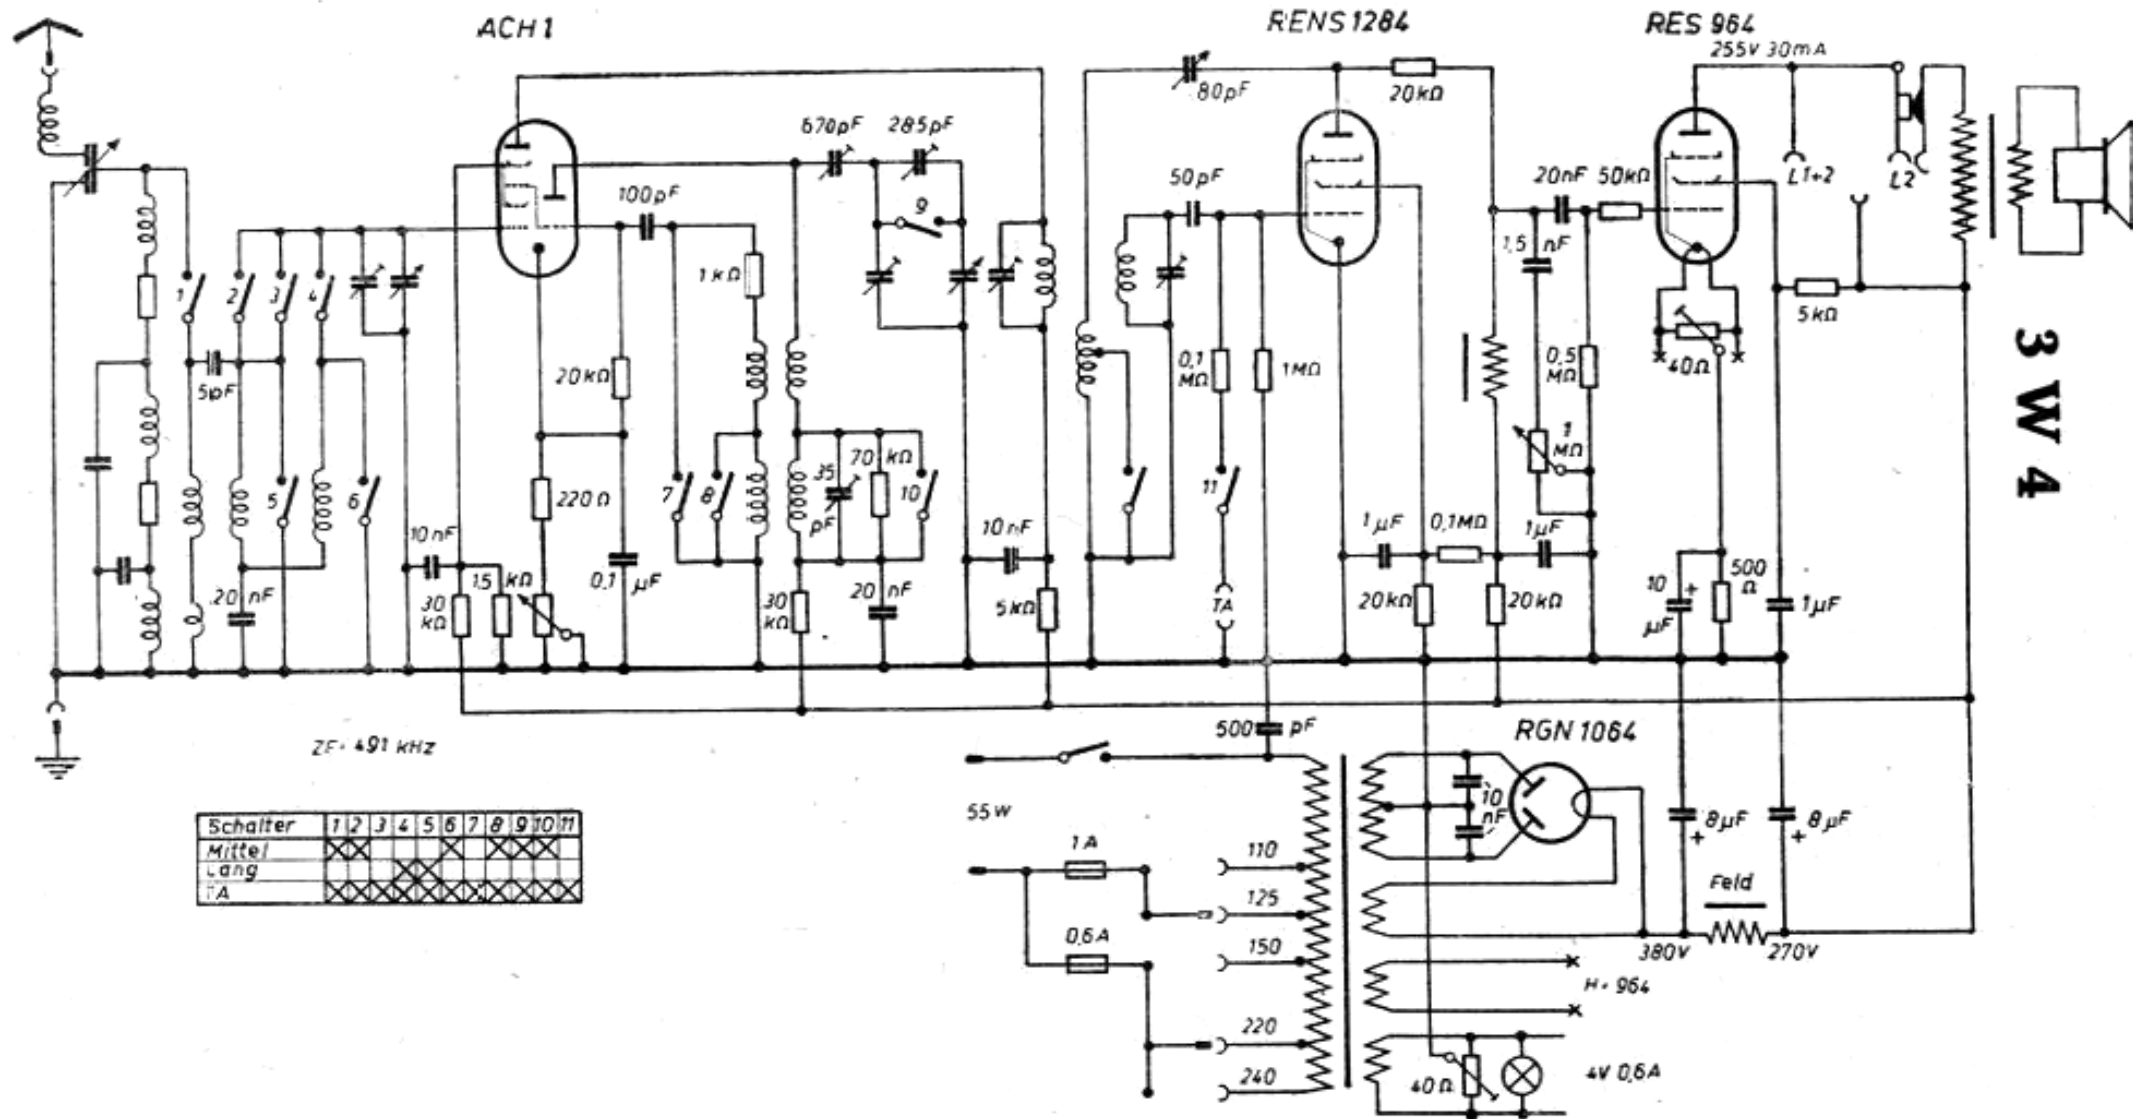 ACH 1
RENS 1284
RES 964
255V 30mA
80pF
20kΩ
670pF
285pF
100pF
50pF
20nF
50kΩ
L1+2
L2
9
1kΩ
1,5 nF
1
2
3
4
5pF
20kΩ
0,1 MΩ
1MΩ
0,5 MΩ
40Ω
5kΩ
3 W 4
1 MΩ
5
6
220Ω
7
8
35 pF
70 kΩ
10
11
10nF
0,1 µF
10nF
1µF
0,1MΩ
1µF
20 nF
30 kΩ
1,5 kΩ
30 kΩ
20 nF
5kΩ
TA
20kΩ
20kΩ
10 µF
+
500 Ω
1µF
ZF= 491 kHz
500 pF
RGN 1064
55W
10 nF
8µF
+
8µF
+
1A
110
125
0,6A
150
220
240
Feld
380V
270V
H= 964
40Ω
4V 0,6A
Schalter 1 2 3 4 5 6 7 8 9 10 11
Mittel X X X X X X
Lang X X
TA X X X X X X X X X X X